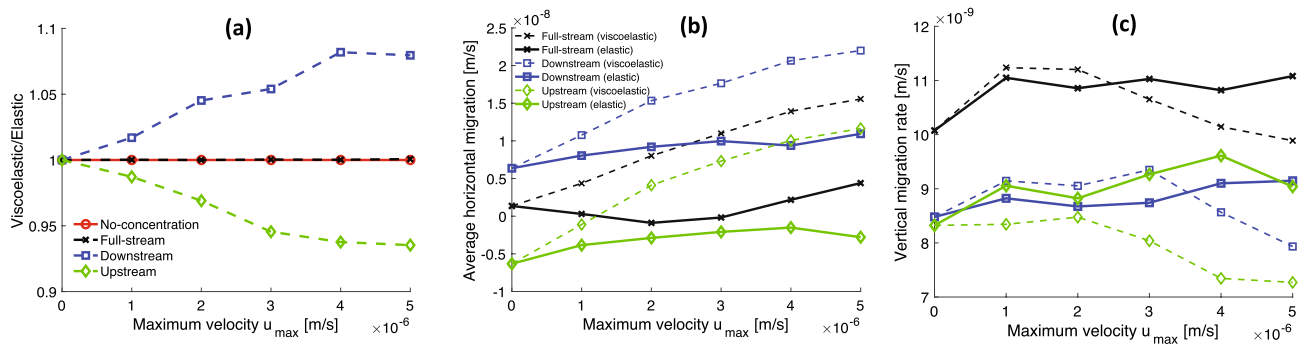 (a)
Viscoelastic/Elastic
1.1
1.05
1
0.95
0.9
No-concentration
Full-stream
Downstream
Upstream
0 1 2 3 4 5
Maximum velocity u_max [m/s] ×10^-6
(b)
×10^-8
Average horizontal migration [m/s]
2.5
2
1.5
1
0.5
0
-0.5
-1
Full-stream (viscoelastic)
Full-stream (elastic)
Downstream (viscoelastic)
Downstream (elastic)
Upstream (viscoelastic)
Upstream (elastic)
0 1 2 3 4 5
Maximum velocity u_max [m/s] ×10^-6
(c)
×10^-9
Vertical migration rate [m/s]
12
11
10
9
8
7
0 1 2 3 4 5
Maximum velocity u_max [m/s] ×10^-6